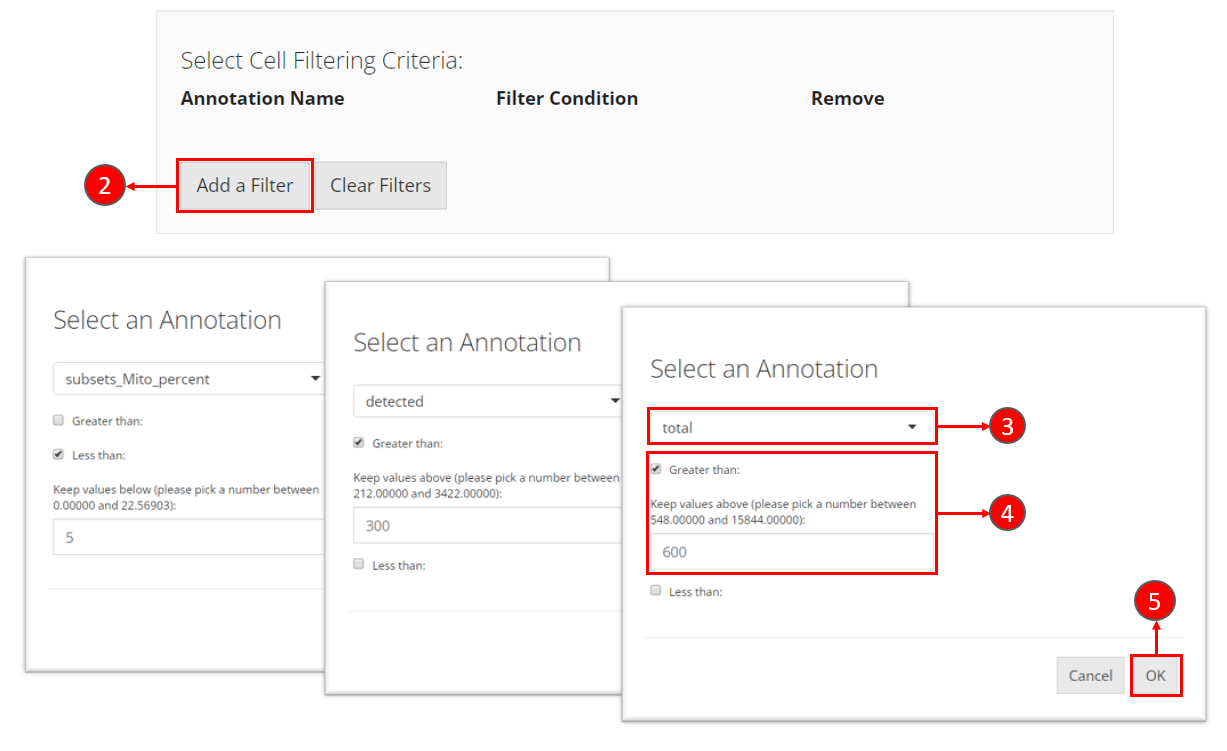 Select Cell Filtering Criteria:
Annotation Name Filter Condition Remove
2 Add a Filter Clear Filters
Select an Annotation
subsets_Mito_percent
Greater than:
Less than:
Keep values below (please pick a number between
0.00000 and 22.56903):
5
Select an Annotation
detected
Greater than:
Keep values above (please pick a number between
212.00000 and 3422.00000):
300
Less than:
Select an Annotation
total 3
Greater than:
Keep values above (please pick a number between
548.00000 and 15844.00000):
4
600
Less than:
5
Cancel OK